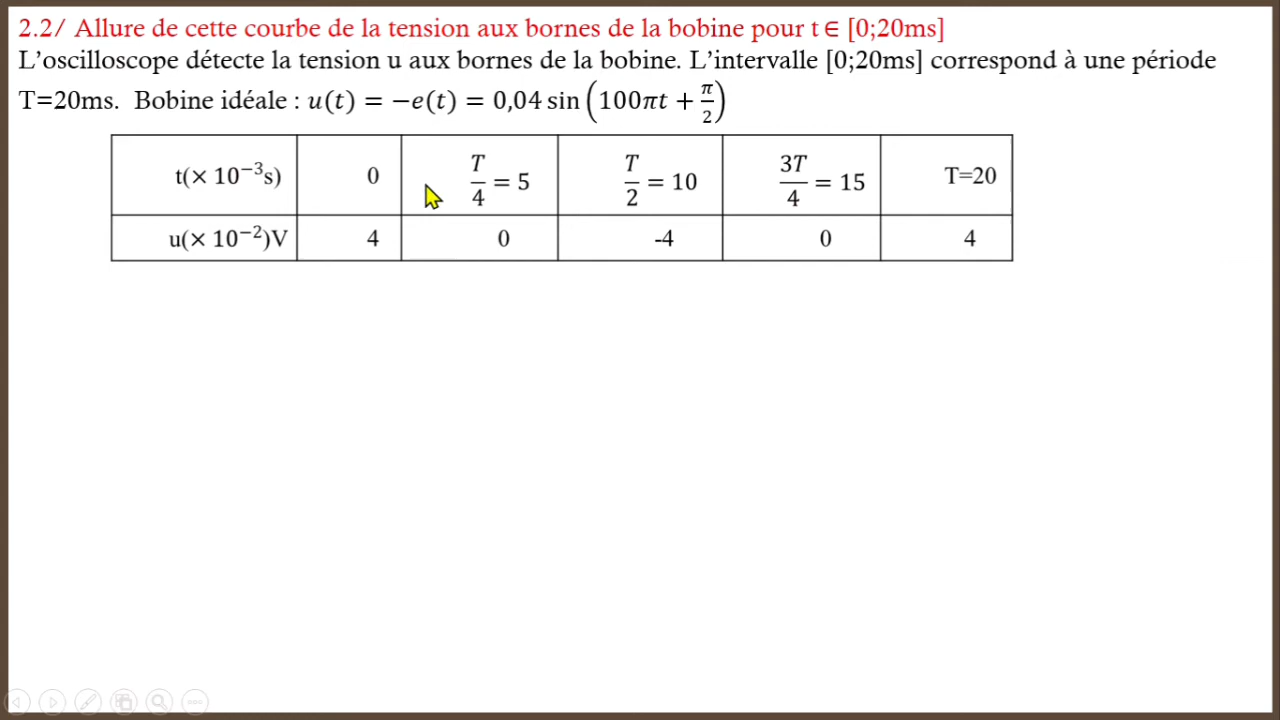 2.2/ Allure de cette courbe de la tension aux bornes de la bobine pour t∈ [0;20ms]
L’oscilloscope détecte la tension u aux bornes de la bobine. L’intervalle [0;20ms] correspond à une période
T=20ms. Bobine idéale : u(t) = −e(t) = 0,04 sin(100πt + π/2)
t(× 10⁻³s) 0 T/4 = 5 T/2 = 10 3T/4 = 15 T=20
u(× 10⁻²)V 4 0 -4 0 4